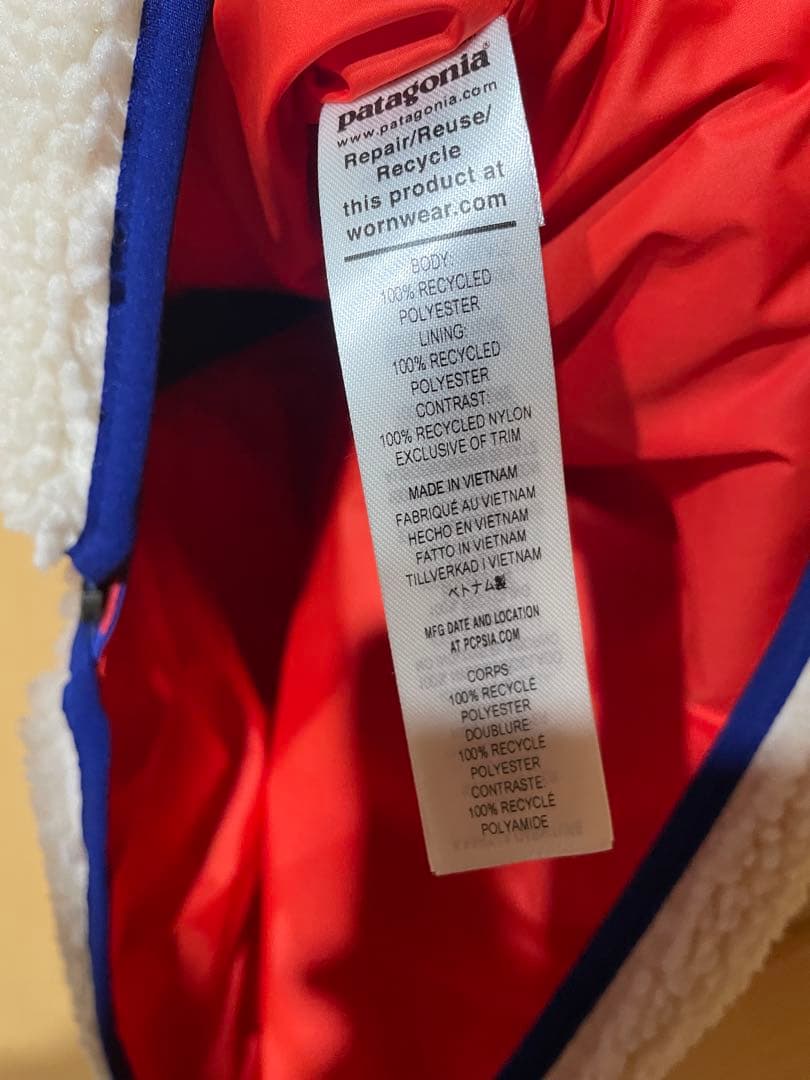 patagonia®
www.patagonia.com
Repair/Reuse/
Recycle
this product at
wornwear.com
BODY:
100% RECYCLED
POLYESTER
LINING:
100% RECYCLED
POLYESTER
CONTRAST:
100% RECYCLED NYLON
EXCLUSIVE OF TRIM
MADE IN VIETNAM
FABRIQUÉ AU VIETNAM
HECHO EN VIETNAM
FATTO IN VIETNAM
TILLVERKAD I VIETNAM
ベトナム製
MFG DATE AND LOCATION
AT PCPSIA.COM
CORPS:
100% RECYCLÉ
POLYESTER
DOUBLURE:
100% RECYCLÉ
POLYESTER
CONTRASTE:
100% RECYCLÉ
POLYAMIDE